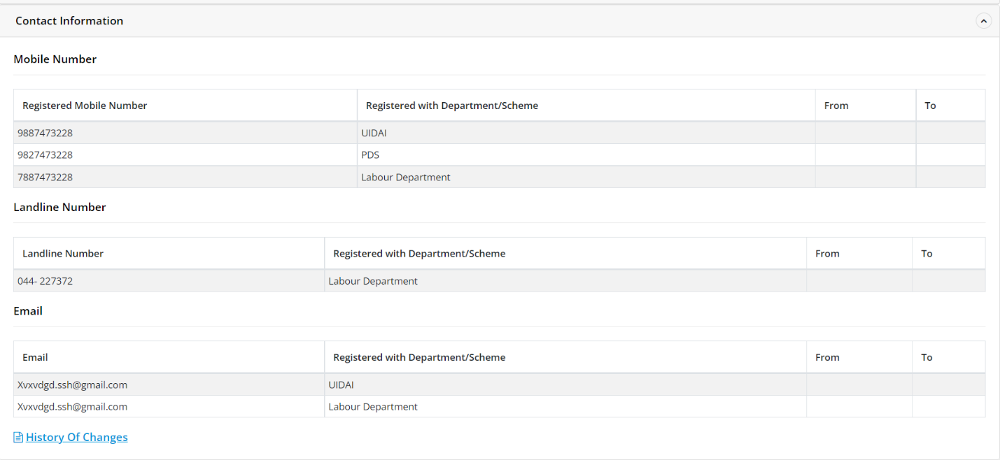 Contact Information
Mobile Number
Registered Mobile Number Registered with Department/Scheme From To
9887473228 UIDAI
9827473228 PDS
7887473228 Labour Department
Landline Number
Landline Number Registered with Department/Scheme From To
044- 227372 Labour Department
Email
Email Registered with Department/Scheme From To
Xvxvdgd.ssh@gmail.com UIDAI
Xvxvdgd.ssh@gmail.com Labour Department
History Of Changes